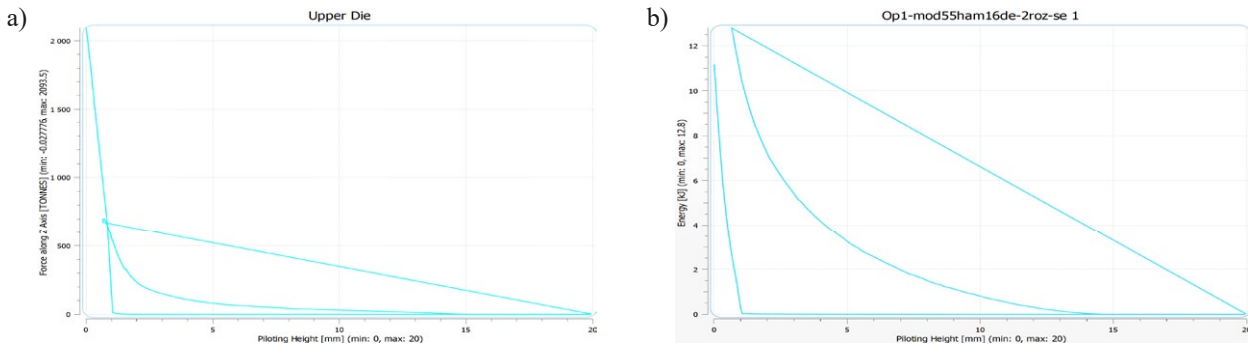 a)
Upper Die
Force along Z Axis [TONNES] (min: -0.027776, max: 2093.5)
2 000
1 500
1 000
500
0
0 5 10 15 20
Piloting Height [mm] (min: 0, max: 20)
b)
Op1-mod55ham16de-2roz-se 1
Energy [kJ] (min: 0, max: 12.8)
12
10
8
6
4
2
0
0 5 10 15 20
Piloting Height [mm] (min: 0, max: 20)